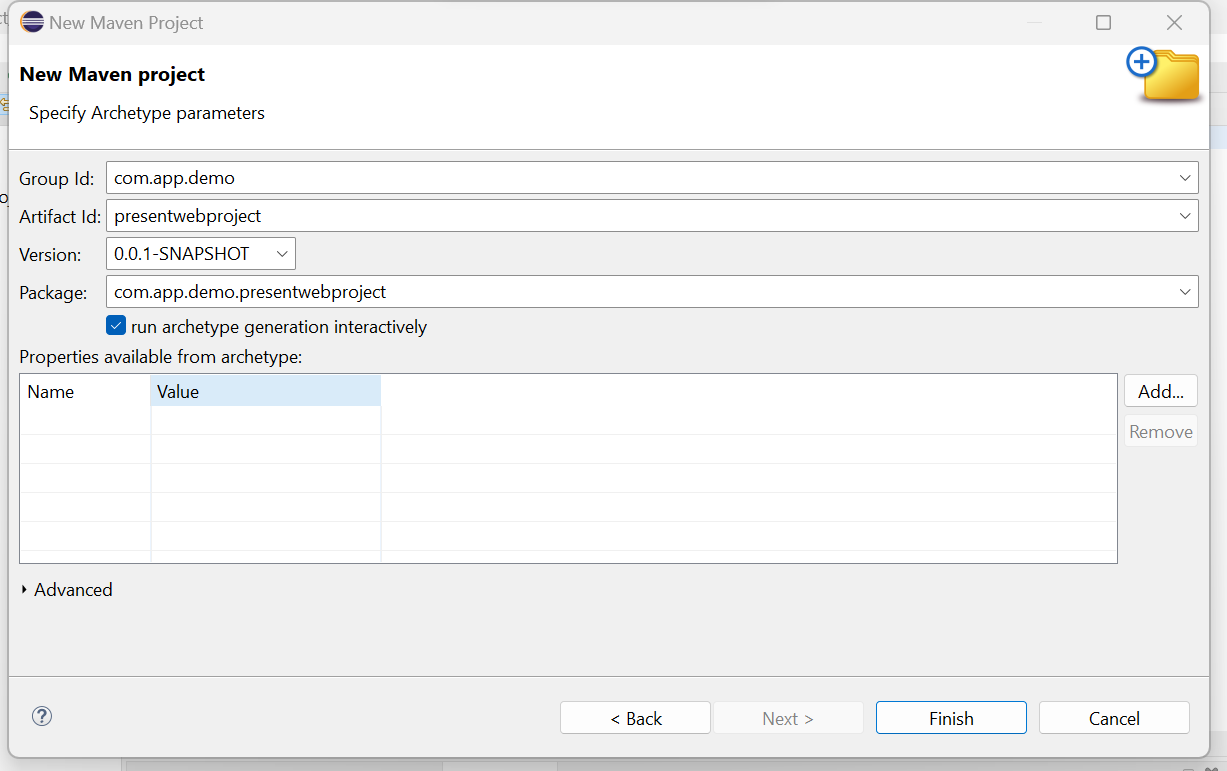 New Maven Project
New Maven project
Specify Archetype parameters
Group Id: com.app.demo
Artifact Id: presentwebproject
Version: 0.0.1-SNAPSHOT
Package: com.app.demo.presentwebproject
run archetype generation interactively
Properties available from archetype:
Name Value
Add...
Remove
Advanced
< Back Next > Finish Cancel